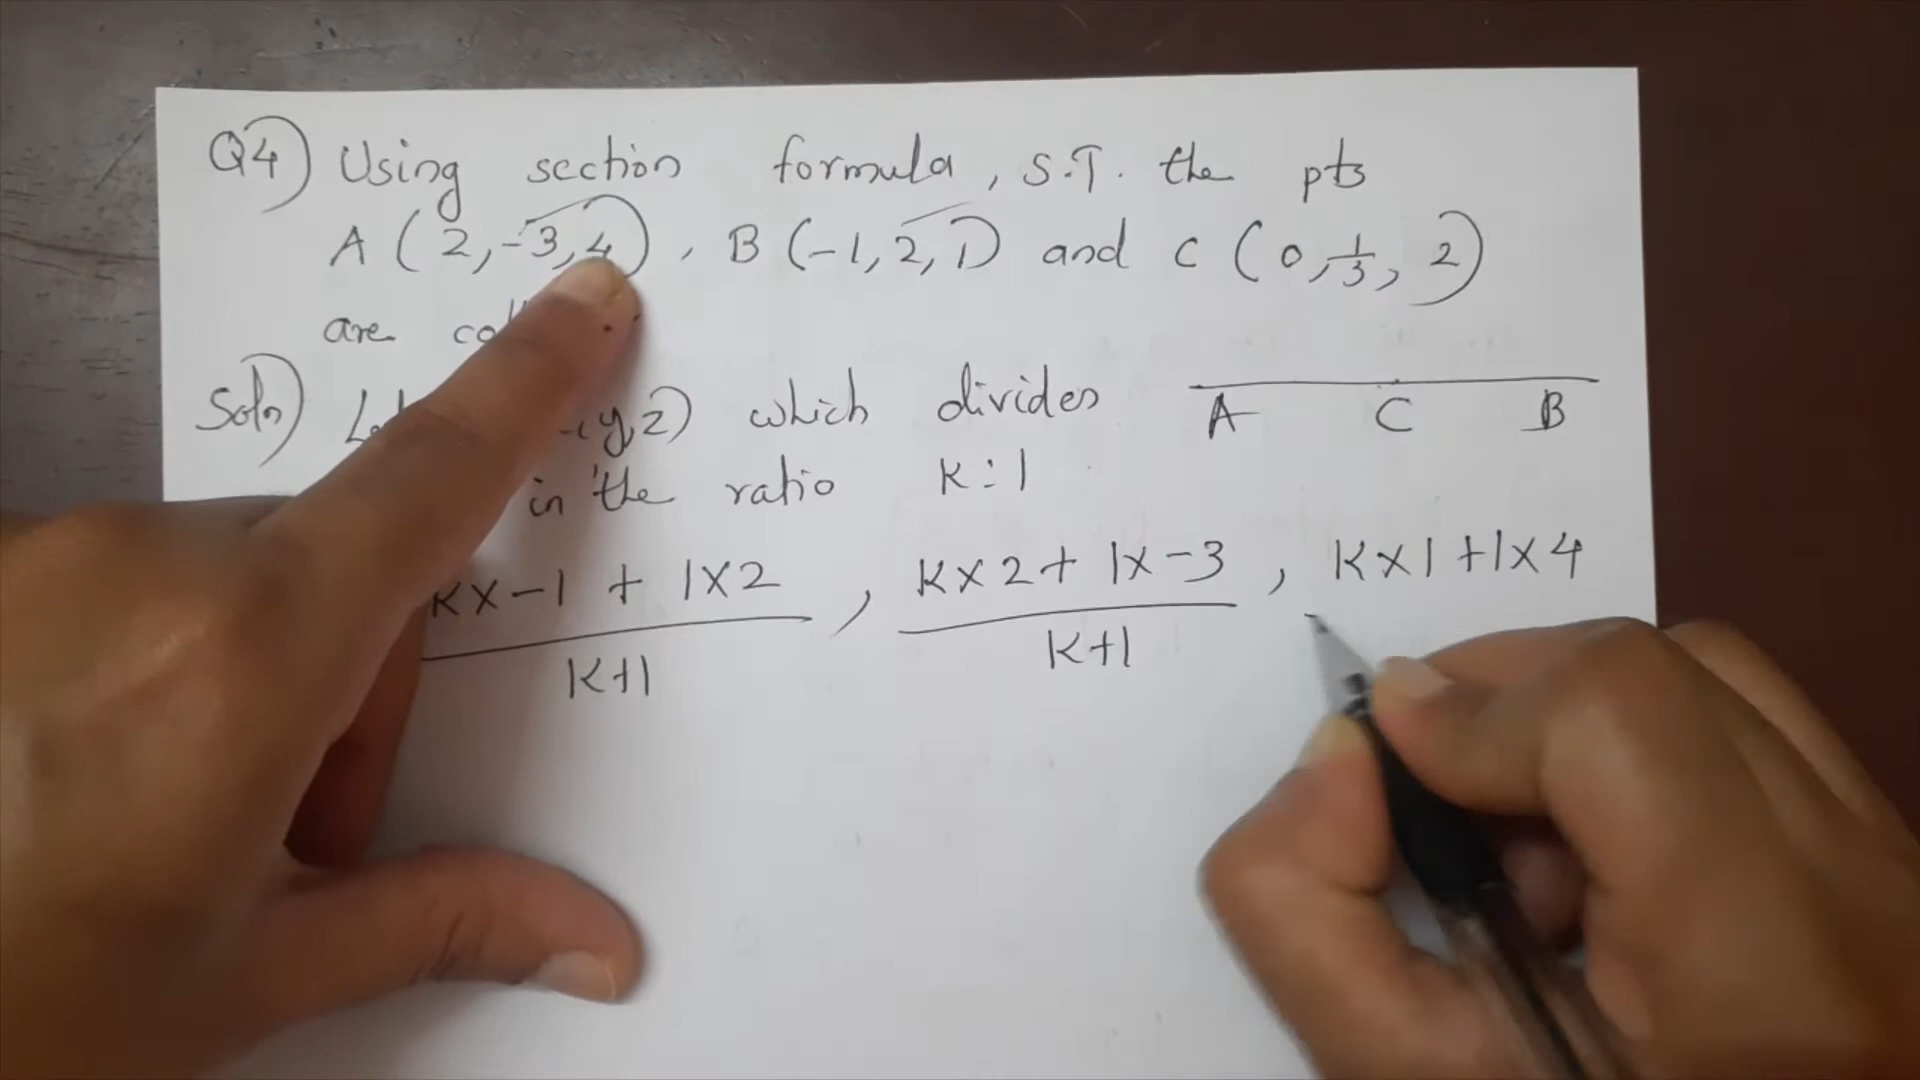 Q4) Using section formula, S.T. the pts
A (2, -3, 4), B (-1, 2, 1) and C (0, 1/3, 2)
are
Soln) which divides
A C B
in the ratio K:1
Kx-1 + 1x2 , Kx2 + 1x-3 , Kx1 + 1x4
K+1 K+1